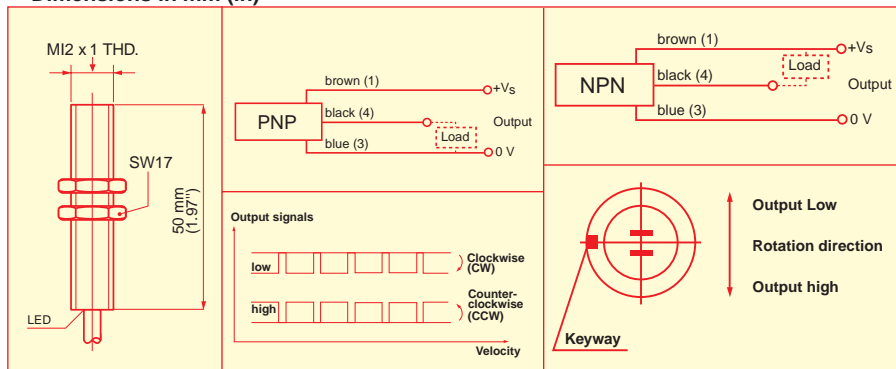 Dimensions in mm (in)
MI2 x 1 THD.
SW17
50 mm
(1.97")
LED
PNP
brown (1)
+Vs
black (4)
Output
Load
blue (3)
0 V
NPN
brown (1)
+Vs
Load
black (4)
Output
blue (3)
0 V
Output signals
low
Clockwise
(CW)
high
Counter-
clockwise
(CCW)
Velocity
Output Low
Rotation direction
Output high
Keyway